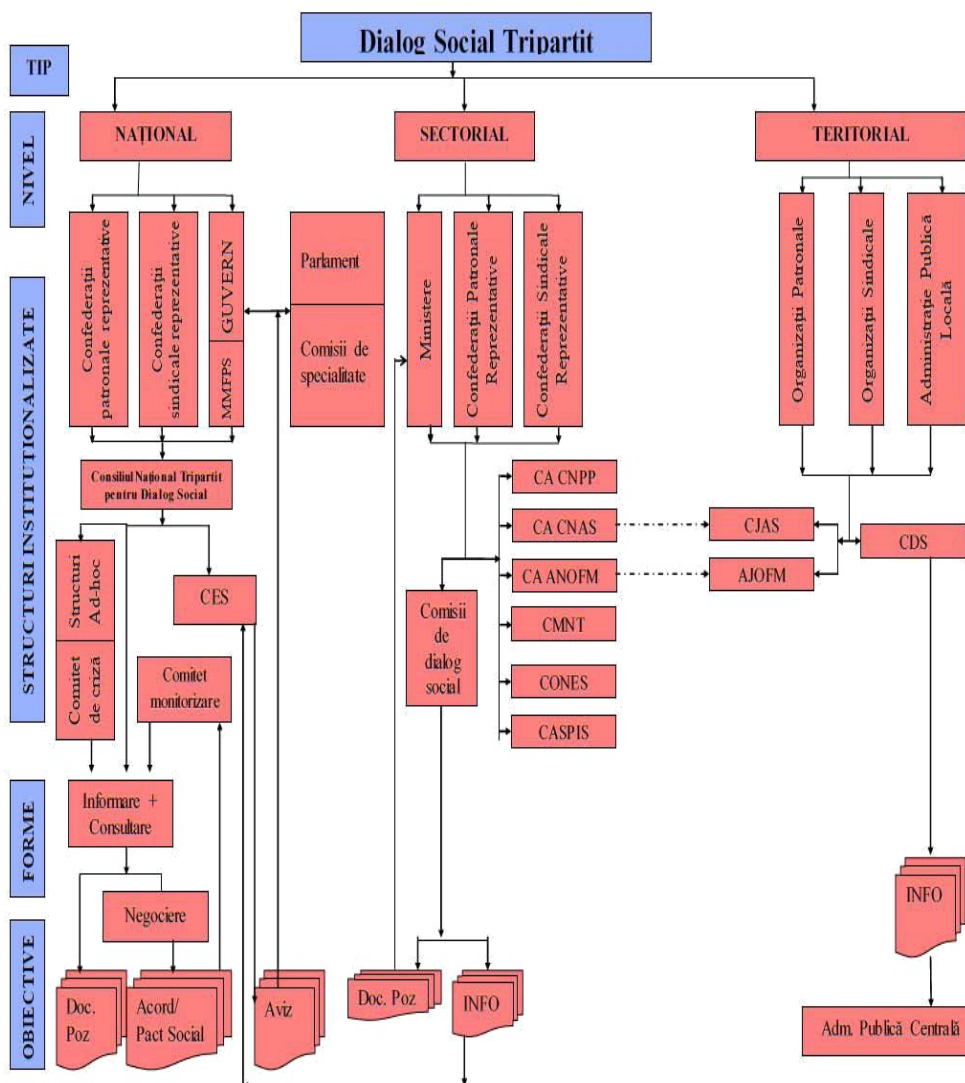 Dialog Social Tripartit
TIP
NIVEL
NAȚIONAL
SECTORIAL
TERITORIAL
STRUCTURI INSTITUTIONALIZATE
Confederații
patronale reprezentative
Confederații
sindicale reprezentative
GUVERN
MMFPS
Parlament
Comisii de
specialitate
Ministere
Confederații Patronale
Reprezentative
Confederații Sindicale
Reprezentative
Organizații Patronale
Organizații Sindicale
Administrație Publică
Locală
Consiliul Național Tripartit
pentru Dialog Social
CA CNPP
CA CNAS
CA ANOFM
CMNT
CONES
CASPIS
CJAS
AJOFM
CDS
Structuri
Ad-hoc
Comitet
de criză
CES
Comitet
monitorizare
Comisii
de
dialog
social
FORME
Informare +
Consultare
Negociere
INFO
OBIECTIVE
Doc.
Poz
Acord/
Pact Social
Aviz
Doc. Poz
INFO
Adm. Publică Centrală